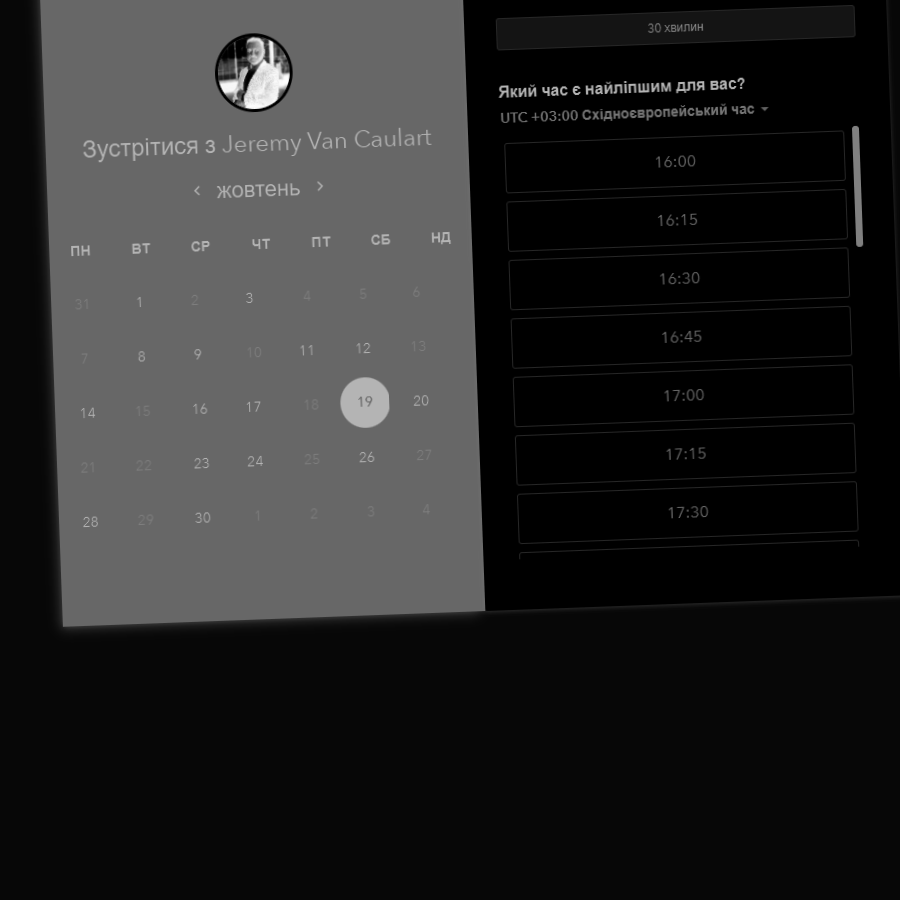 Зустрітися з Jeremy Van Caulart
жовтень
ПН ВТ СР ЧТ ПТ СБ НД
31 1 2 3 4 5 6
7 8 9 10 11 12 13
14 15 16 17 18 19 20
21 22 23 24 25 26 27
28 29 30 1 2 3 4
30 хвилин
Який час є найліпшим для вас?
UTC +03:00 Східноєвропейський час
16:00
16:15
16:30
16:45
17:00
17:15
17:30